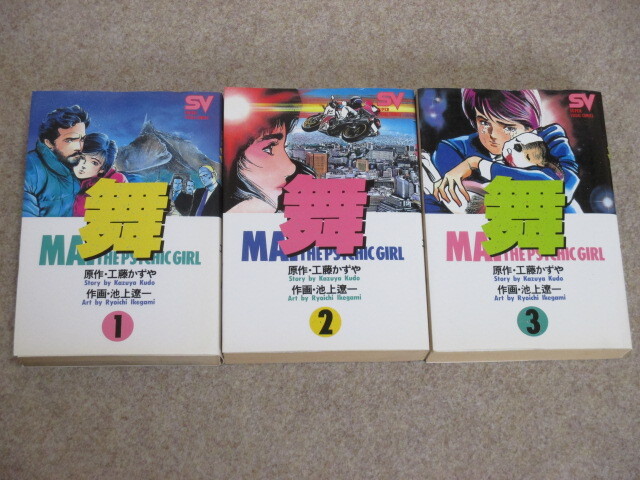 SV
舞
MAI THE PSYCHIC GIRL
原作・工藤かずや
Story by Kazuya Kudo
作画・池上遼一
Art by Ryoichi Ikegami
1
SV
舞
MAI THE PSYCHIC GIRL
原作・工藤かずや
Story by Kazuya Kudo
作画・池上遼一
Art by Ryoichi Ikegami
2
SV
舞
MAI THE PSYCHIC GIRL
原作・工藤かずや
Story by Kazuya Kudo
作画・池上遼一
Art by Ryoichi Ikegami
3